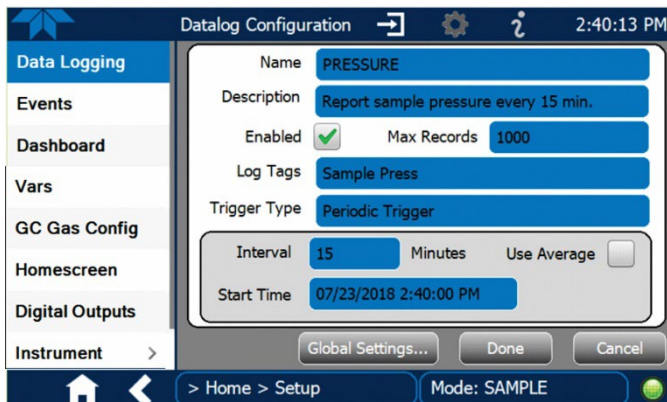 Datalog Configuration 2:40:13 PM
Data Logging
Events
Dashboard
Vars
GC Gas Config
Homescreen
Digital Outputs
Instrument >
Name PRESSURE
Description Report sample pressure every 15 min.
Enabled Max Records 1000
Log Tags Sample Press
Trigger Type Periodic Trigger
Interval 15 Minutes Use Average
Start Time 07/23/2018 2:40:00 PM
Global Settings... Done Cancel
> Home > Setup Mode: SAMPLE